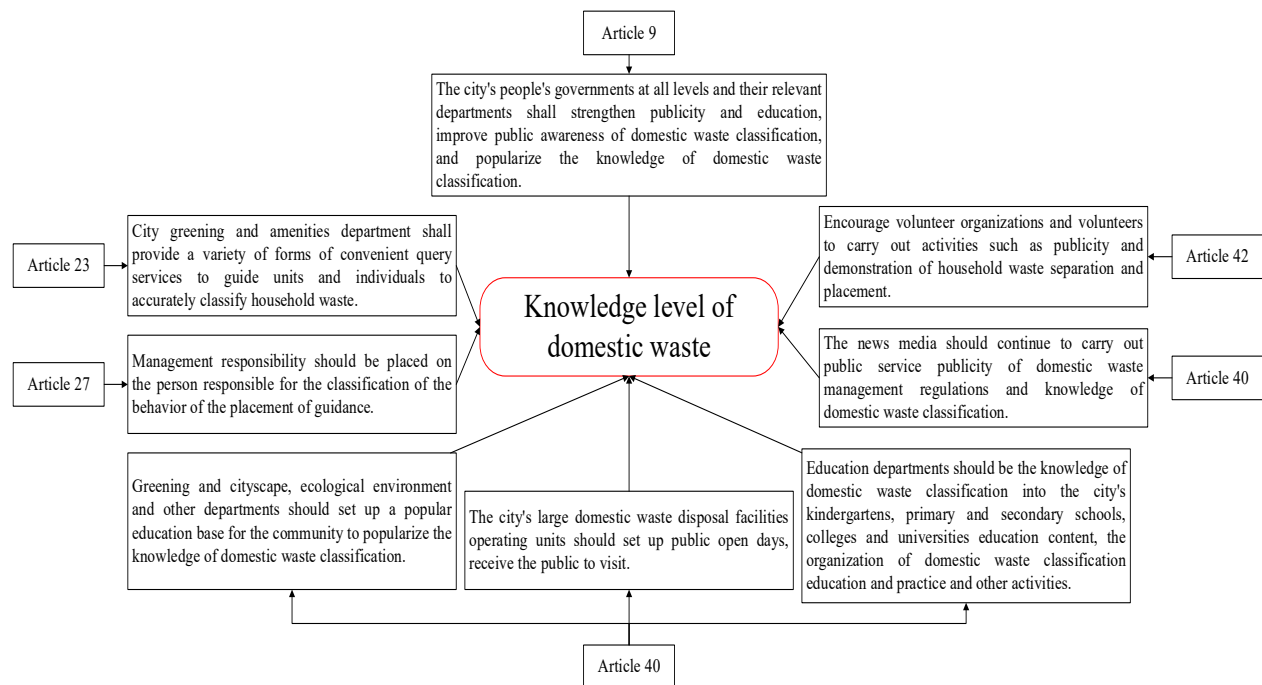 Article 9
The city's people's governments at all levels and their relevant
departments shall strengthen publicity and education,
improve public awareness of domestic waste classification,
and popularize the knowledge of domestic waste
classification.
Article 23
City greening and amenities department shall
provide a variety of forms of convenient query
services to guide units and individuals to
accurately classify household waste.
Encourage volunteer organizations and volunteers
to carry out activities such as publicity and
demonstration of household waste separation and
placement.
Article 42
Knowledge level of
domestic waste
Article 27
Management responsibility should be placed on
the person responsible for the classification of the
behavior of the placement of guidance.
The news media should continue to carry out
public service publicity of domestic waste
management regulations and knowledge of
domestic waste classification.
Article 40
Greening and cityscape, ecological environment
and other departments should set up a popular
education base for the community to popularize the
knowledge of domestic waste classification.
The city's large domestic waste disposal facilities
operating units should set up public open days,
receive the public to visit.
Education departments should be the knowledge of
domestic waste classification into the city's
kindergartens, primary and secondary schools,
colleges and universities education content, the
organization of domestic waste classification
education and practice and other activities.
Article 40